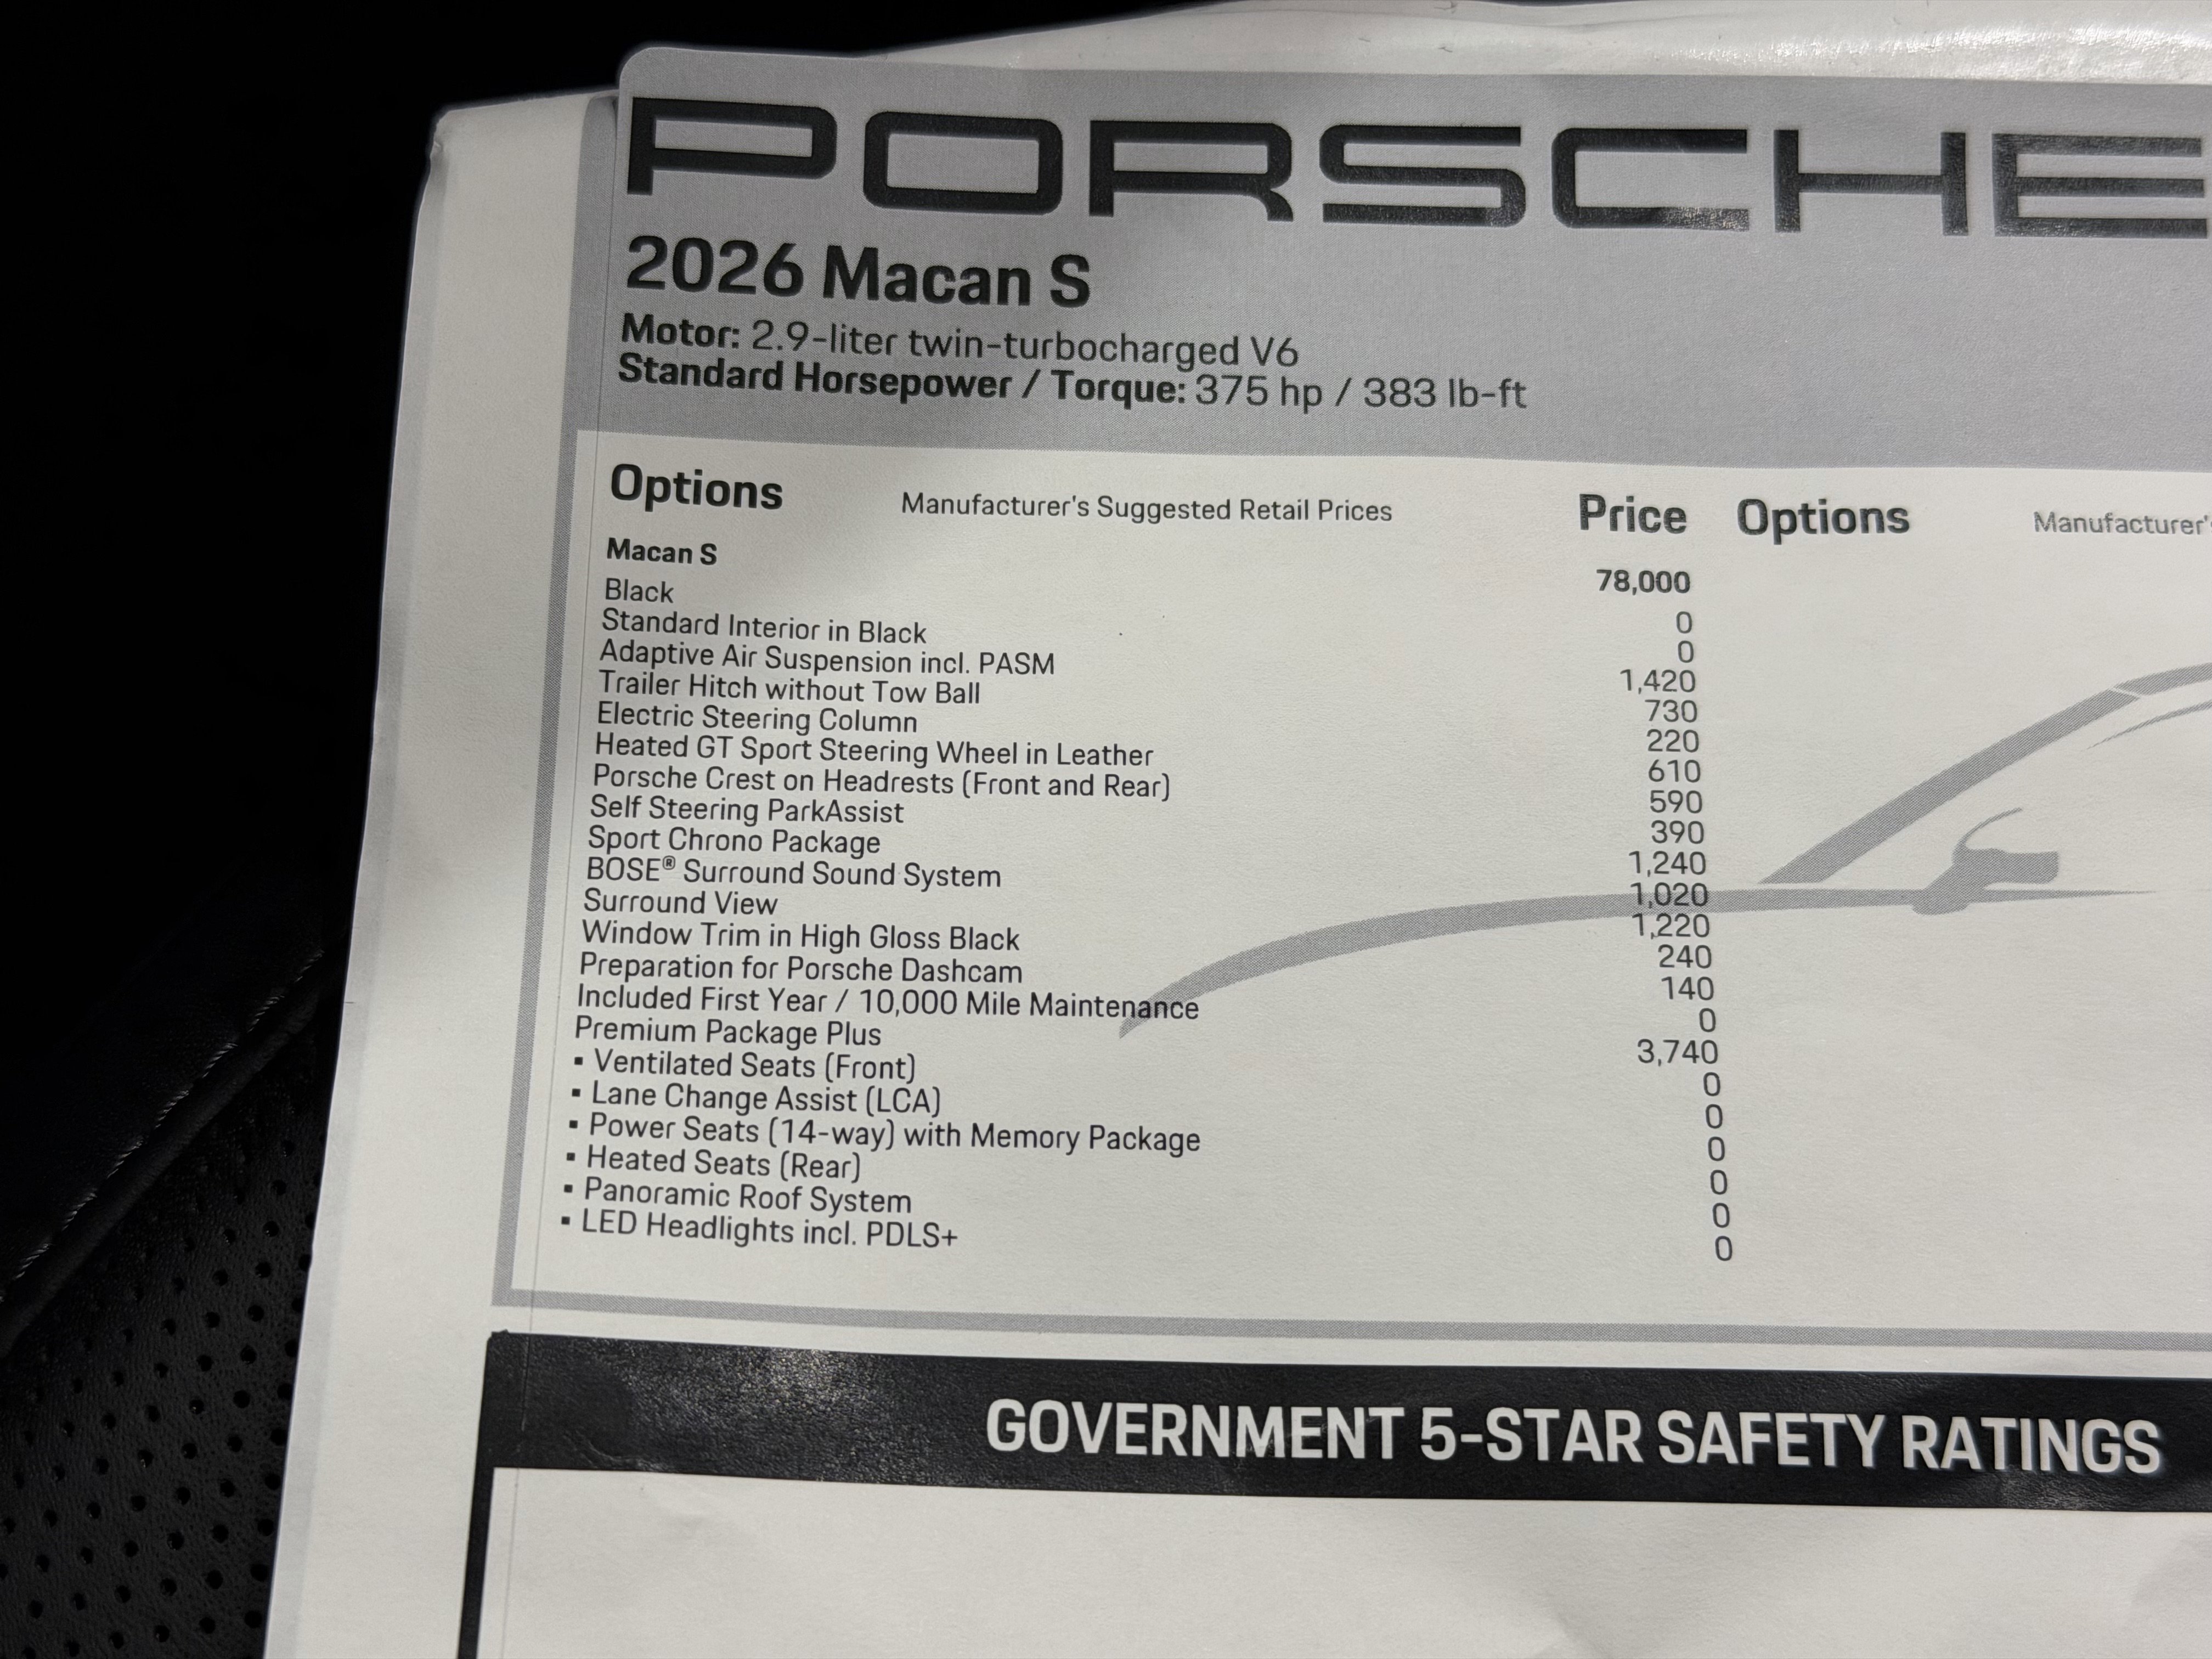 PORSCHE
2026 Macan S
Motor: 2.9-liter twin-turbocharged V6
Standard Horsepower / Torque: 375 hp / 383 lb-ft
Options Manufacturer's Suggested Retail Prices Price Options Manufacturer's
Macan S 78,000
Black 0
Standard Interior in Black 0
Adaptive Air Suspension incl. PASM 1,420
Trailer Hitch without Tow Ball 730
Electric Steering Column 220
Heated GT Sport Steering Wheel in Leather 610
Porsche Crest on Headrests (Front and Rear) 590
Self Steering ParkAssist 390
Sport Chrono Package 1,240
BOSE® Surround Sound System 1,020
Surround View 1,220
Window Trim in High Gloss Black 240
Preparation for Porsche Dashcam 140
Included First Year / 10,000 Mile Maintenance 0
Premium Package Plus 3,740
▪ Ventilated Seats (Front) 0
▪ Lane Change Assist (LCA) 0
▪ Power Seats (14-way) with Memory Package 0
▪ Heated Seats (Rear) 0
▪ Panoramic Roof System 0
▪ LED Headlights incl. PDLS+ 0
GOVERNMENT 5-STAR SAFETY RATINGS